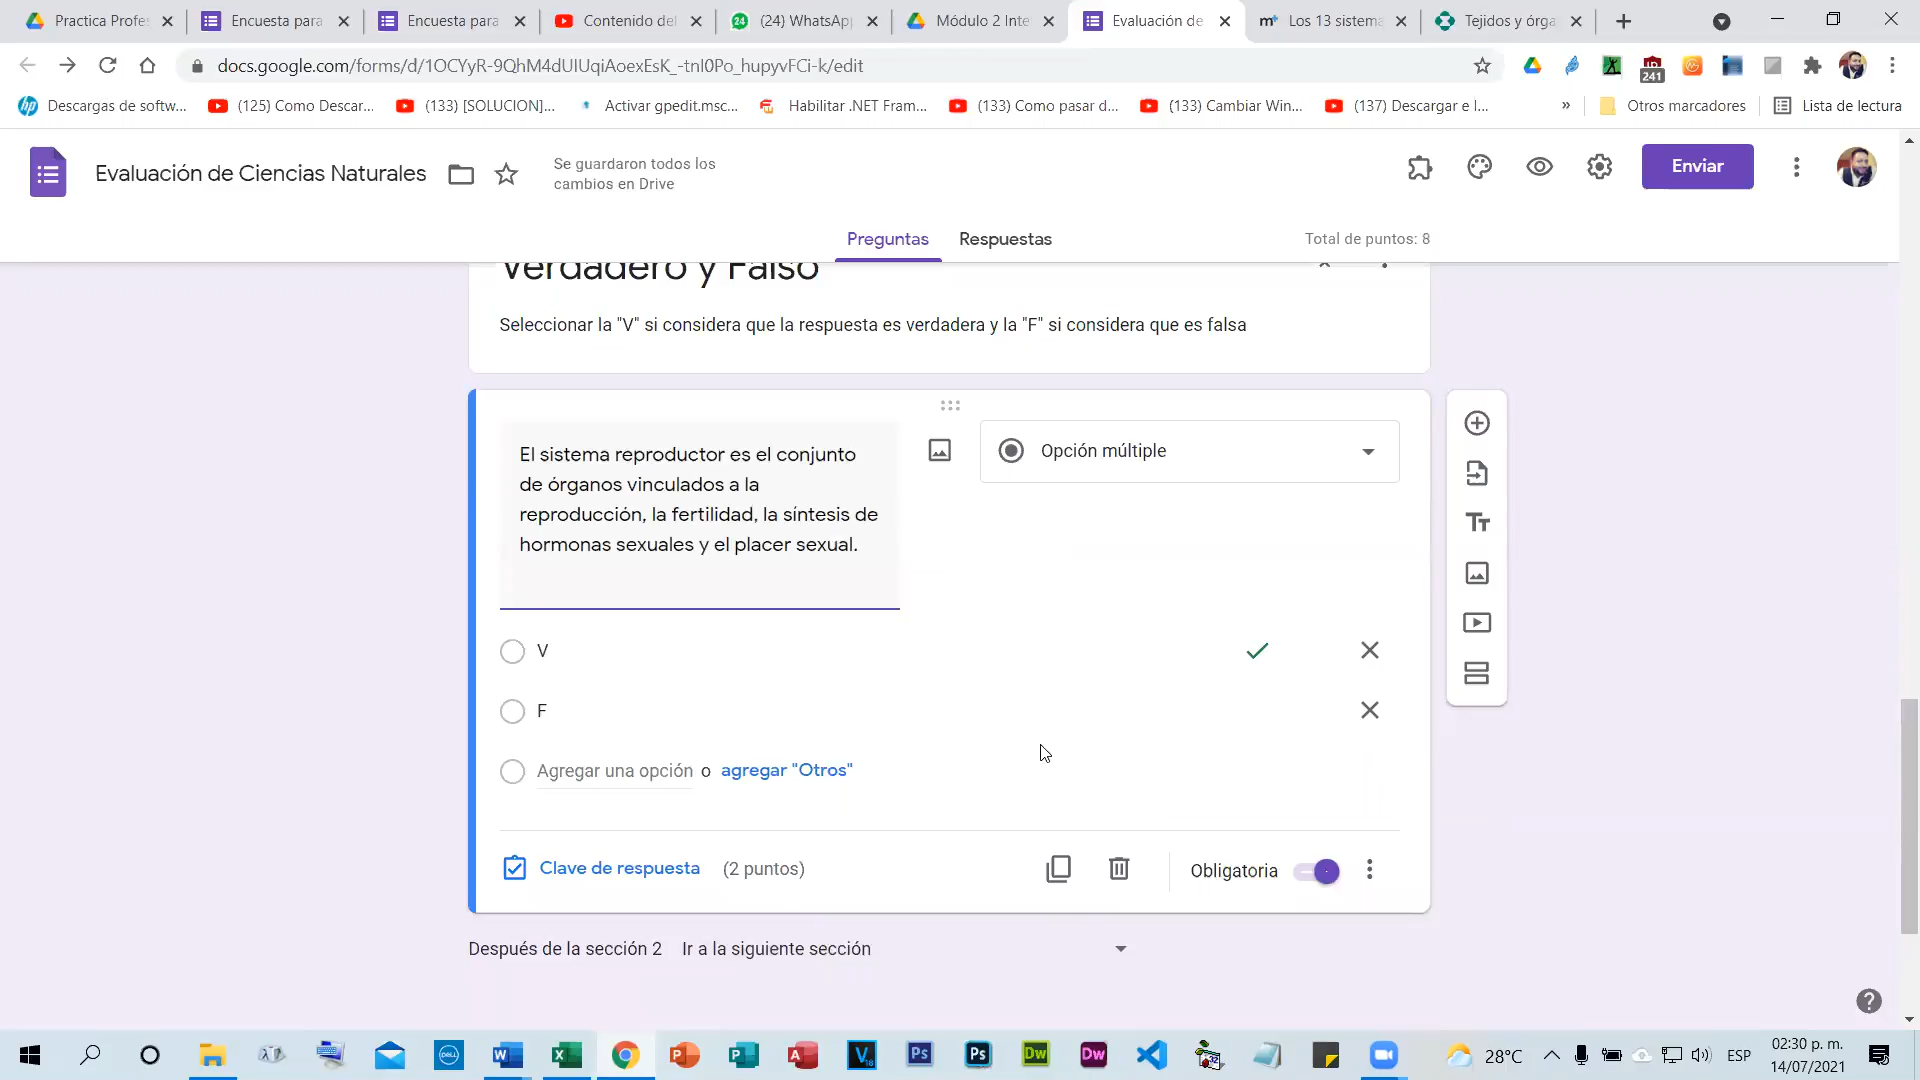 Practica Profes
Encuesta para
Encuesta para
Contenido del
(24) WhatsApp
Módulo 2 Inte
Evaluación de
Los 13 sistema
Tejidos y órga
docs.google.com/forms/d/1OCYyR-9QhM4dUIUqiAoexEsK_-tnI0Po_hupyvFCi-k/edit
241
Descargas de softw...
(125) Como Descar...
(133) [SOLUCION]...
Activar gpedit.msc...
Habilitar .NET Fram...
(133) Como pasar d...
(133) Cambiar Win...
(137) Descargar e I...
»
Otros marcadores
Lista de lectura
Evaluación de Ciencias Naturales
Se guardaron todos los
cambios en Drive
Enviar
Preguntas
Respuestas
Total de puntos: 8
Verdadero y Falso
Seleccionar la "V" si considera que la respuesta es verdadera y la "F" si considera que es falsa
El sistema reproductor es el conjunto
de órganos vinculados a la
reproducción, la fertilidad, la síntesis de
hormonas sexuales y el placer sexual.
Opción múltiple
V
F
Agregar una opción o agregar "Otros"
Clave de respuesta (2 puntos)
Obligatoria
Después de la sección 2 Ir a la siguiente sección
28°C
ESP
02:30 p. m.
14/07/2021